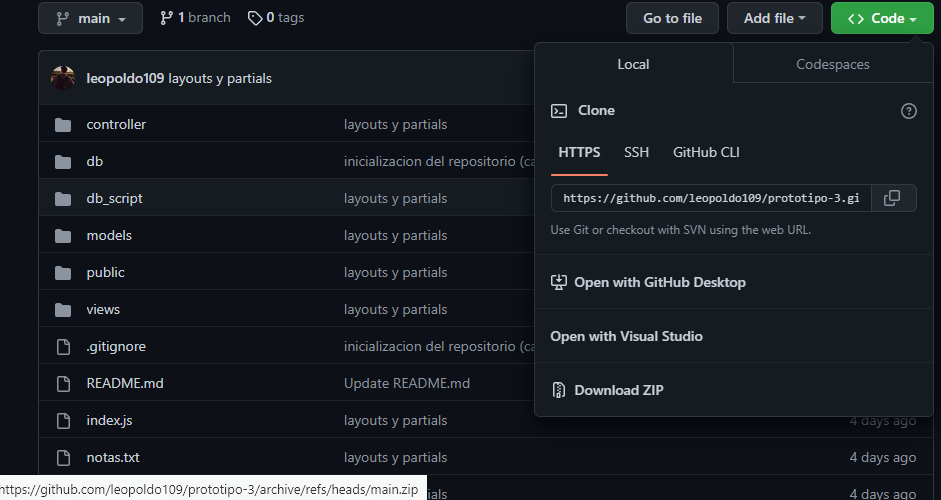 main
1 branch
0 tags
Go to file
Add file
Code
leopoldo109 layouts y partials
Local
Codespaces
Clone
HTTPS
SSH
GitHub CLI
https://github.com/leopoldo109/prototipo-3.gi
Use Git or checkout with SVN using the web URL.
Open with GitHub Desktop
Open with Visual Studio
Download ZIP
controller layouts y partials
db inicializacion del repositorio (ca
db_script layouts y partials
models layouts y partials
public layouts y partials
views layouts y partials
.gitignore inicializacion del repositorio (ca
README.md Update README.md
index.js layouts y partials 4 days ago
notas.txt layouts y partials 4 days ago
https://github.com/leopoldo109/prototipo-3/archive/refs/heads/main.zip
tials 4 days ago